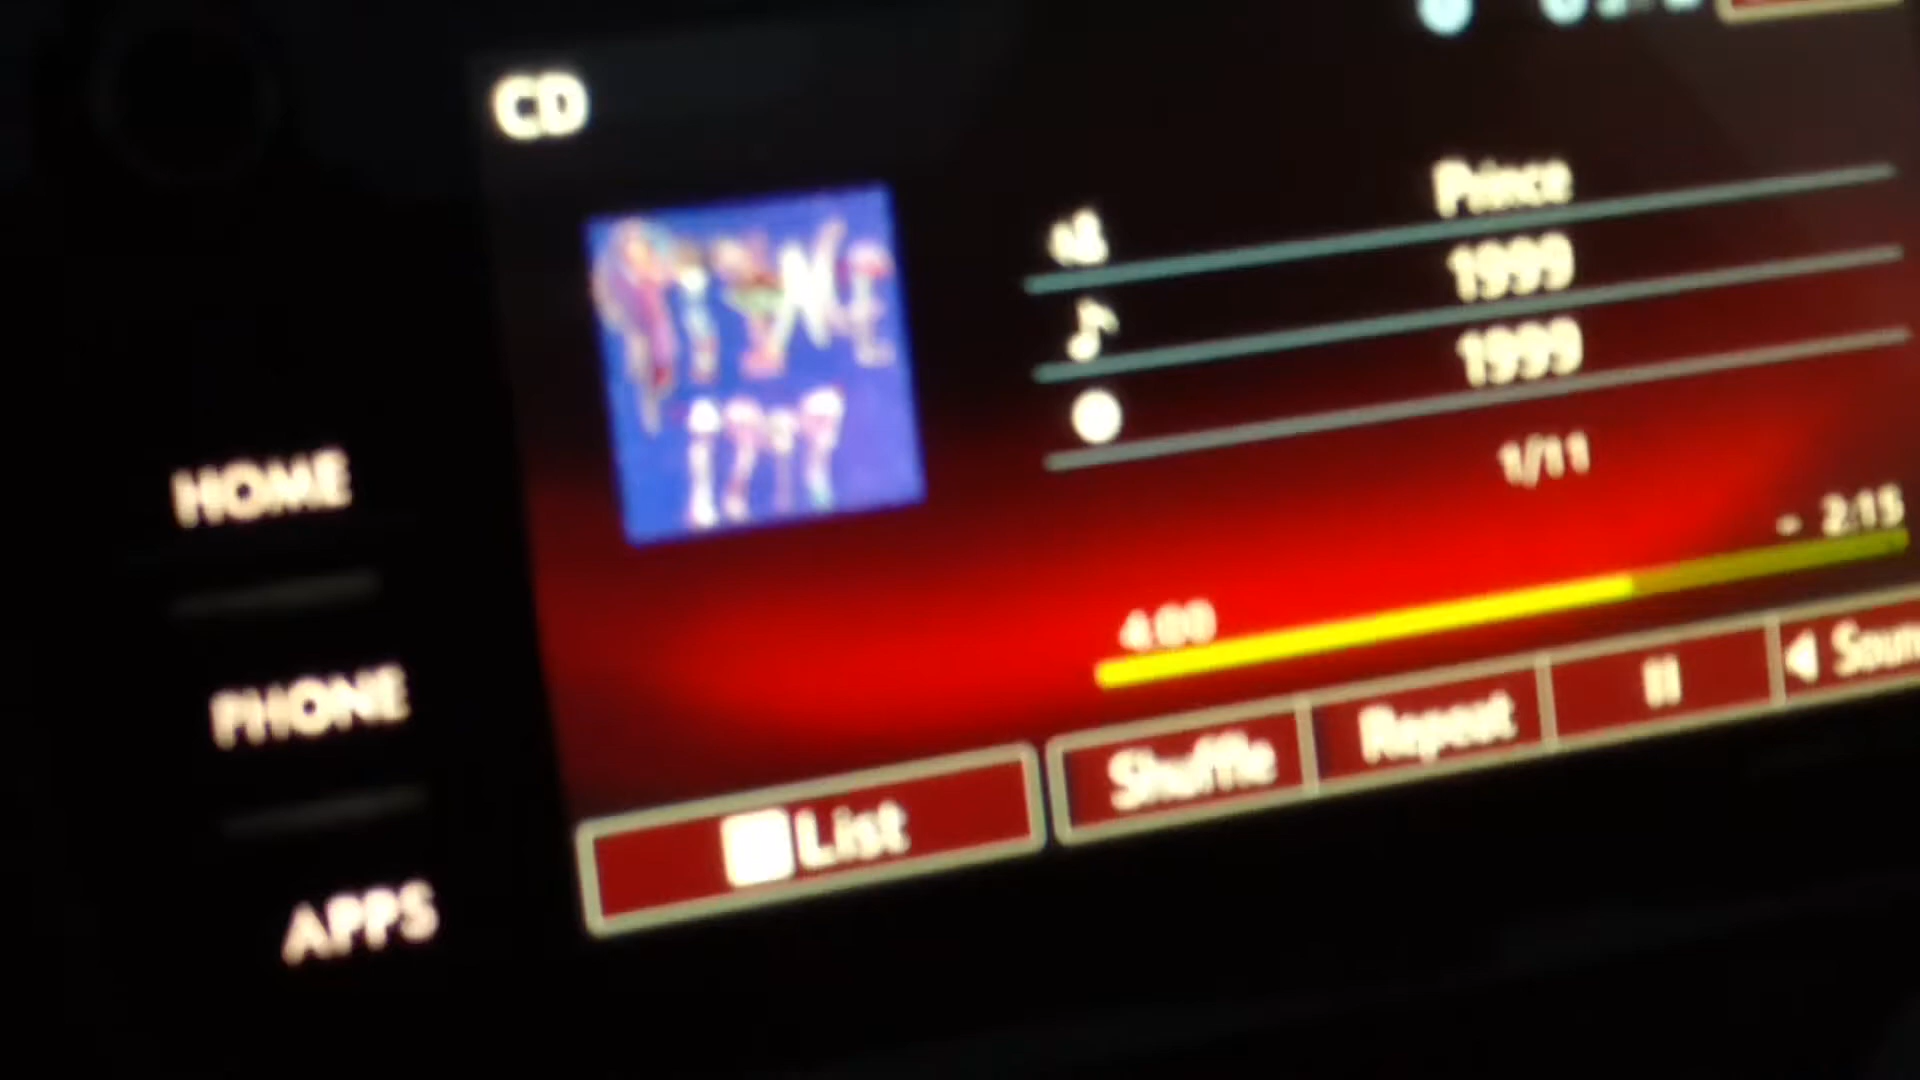 CD
Prince
1999
1999
1/11
4:00
- 2:15
HOME
PHONE
APPS
List
Shuffle
Repeat